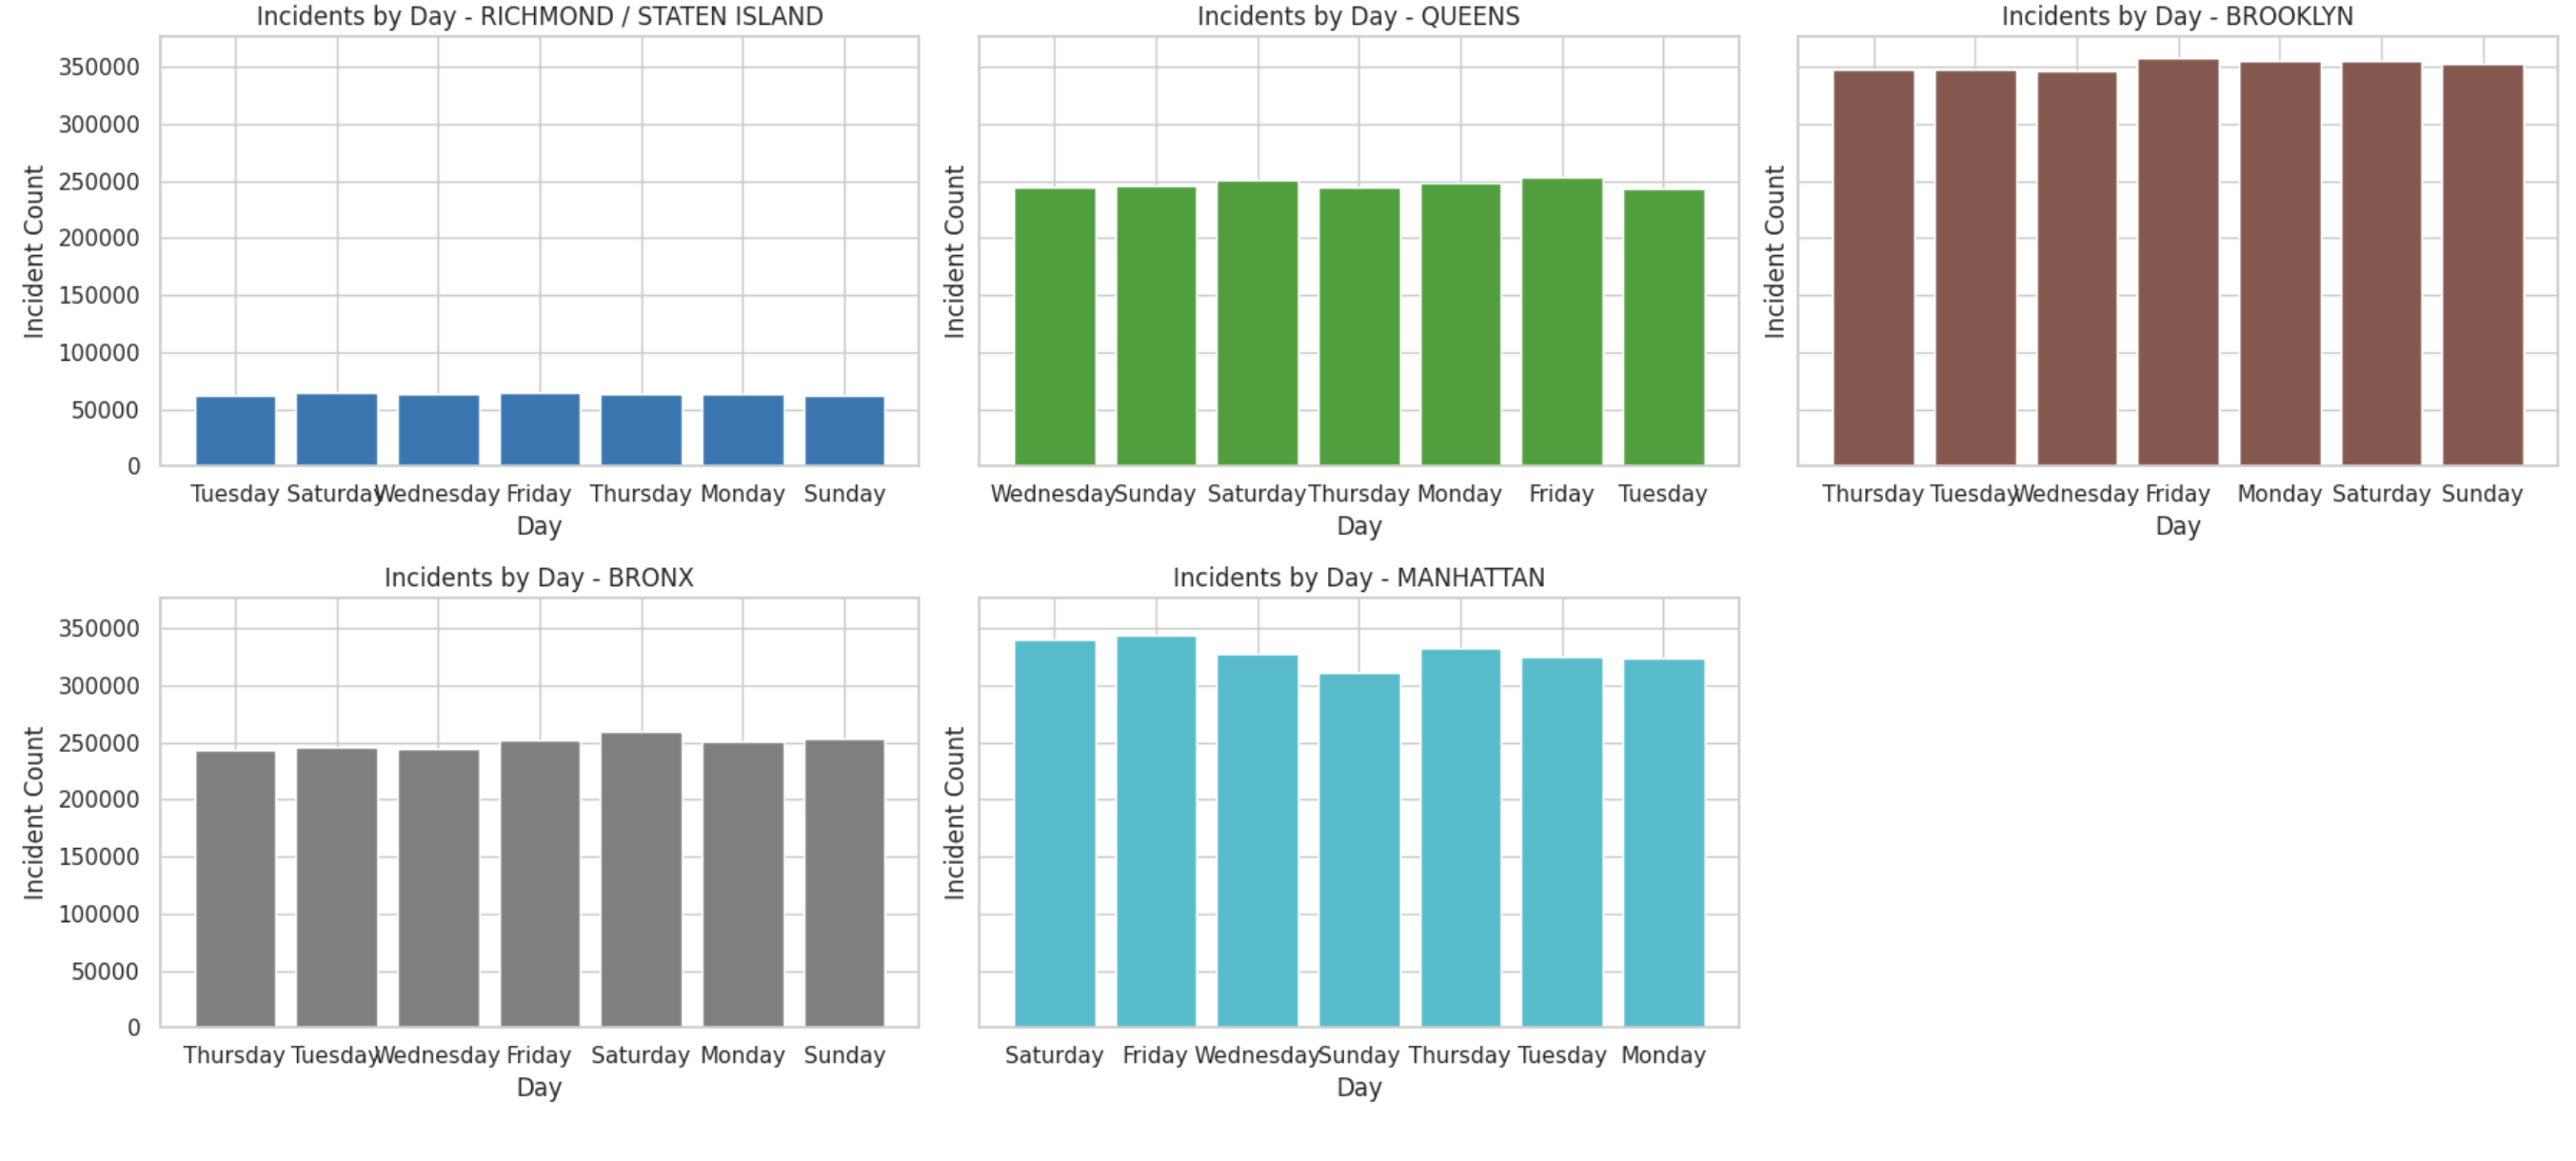 Incidents by Day - RICHMOND / STATEN ISLAND
Incident Count
350000
300000
250000
200000
150000
100000
50000
0
Tuesday Saturday Wednesday Friday Thursday Monday Sunday
Day
Incidents by Day - QUEENS
Incident Count
Wednesday Sunday Saturday Thursday Monday Friday Tuesday
Day
Incidents by Day - BROOKLYN
Incident Count
Thursday Tuesday Wednesday Friday Monday Saturday Sunday
Day
Incidents by Day - BRONX
Incident Count
350000
300000
250000
200000
150000
100000
50000
0
Thursday Tuesday Wednesday Friday Saturday Monday Sunday
Day
Incidents by Day - MANHATTAN
Incident Count
Saturday Friday Wednesday Sunday Thursday Tuesday Monday
Day